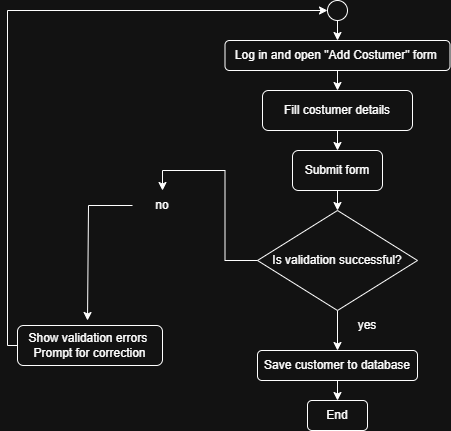 Log in and open "Add Costumer" form
Fill costumer details
Submit form
no
Is validation successful?
yes
Show validation errors
Prompt for correction
Save customer to database
End